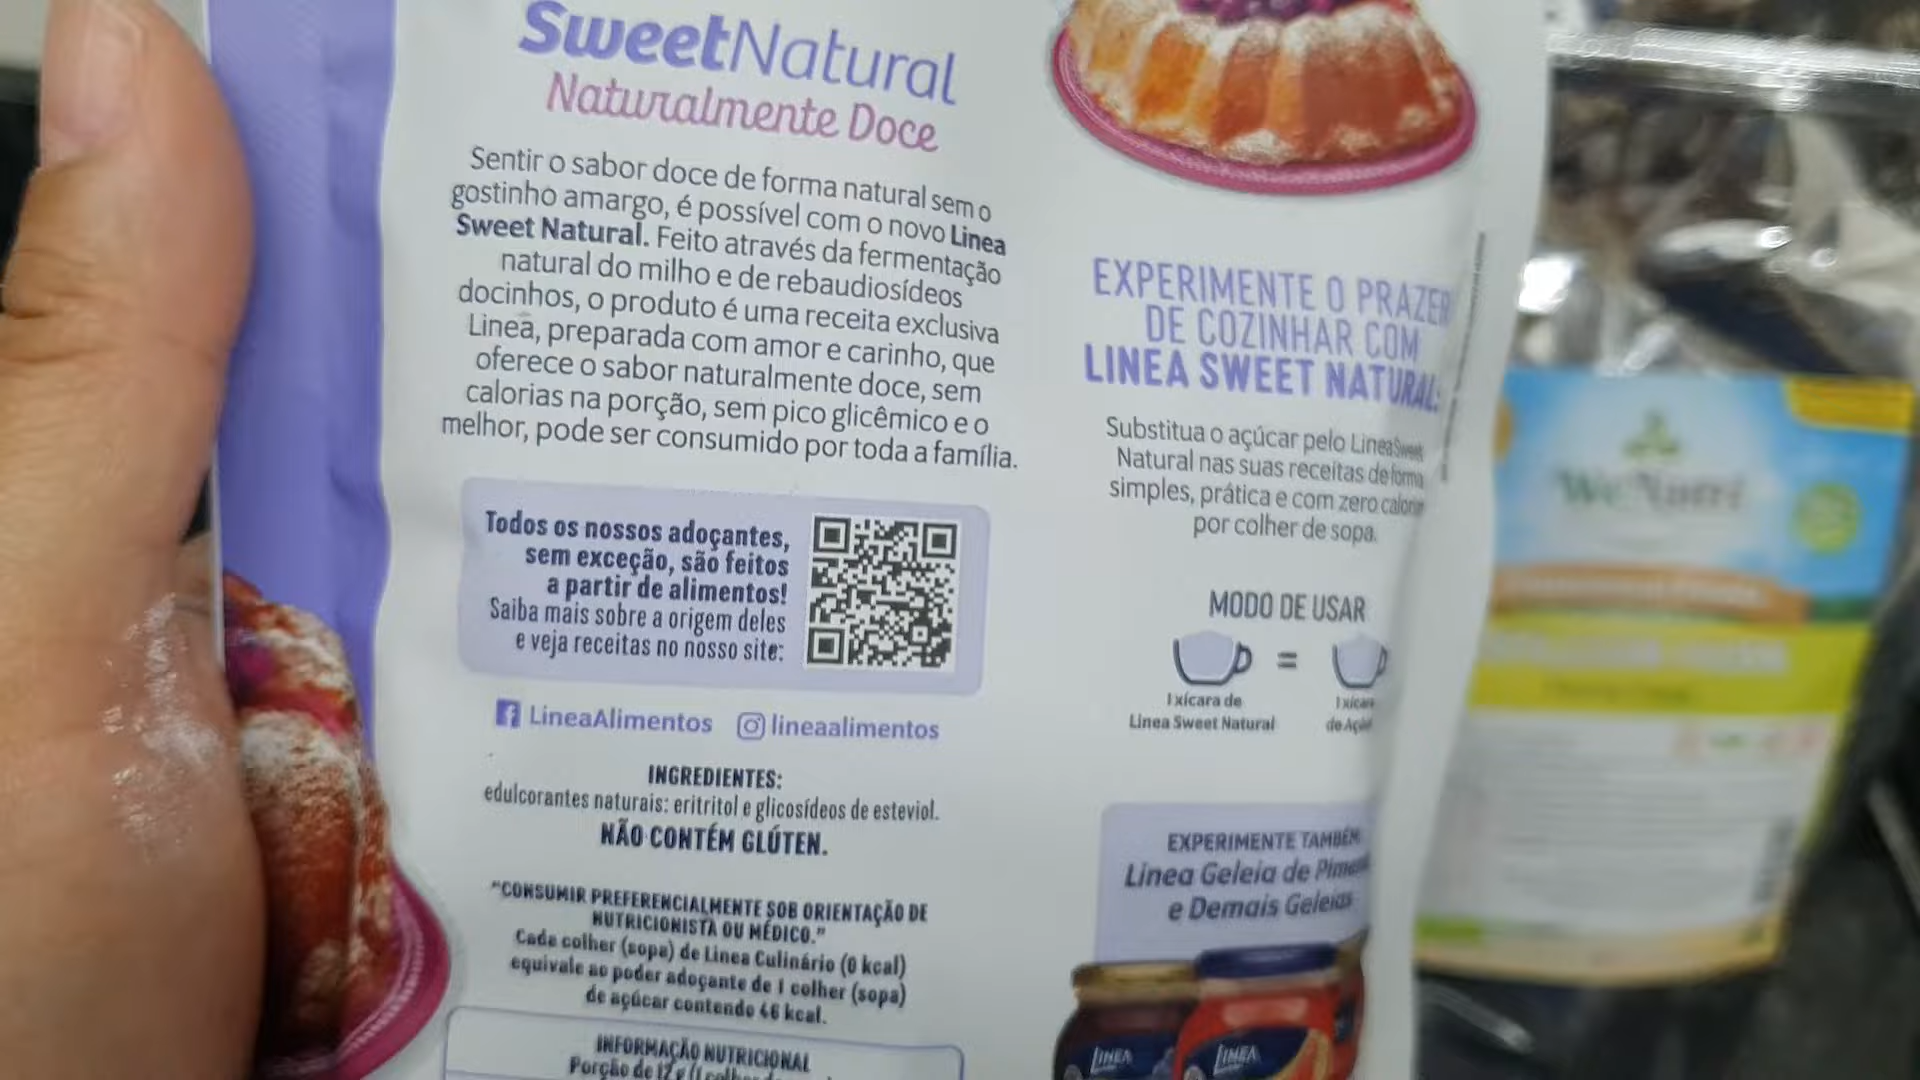 SweetNatural
Naturalmente Doce
Sentir o sabor doce de forma natural sem o
gostinho amargo, é possível com o novo Linea
Sweet Natural. Feito através da fermentação
natural do milho e de rebaudiosídeos
docinhos, o produto é uma receita exclusiva
Linea, preparada com amor e carinho, que
oferece o sabor naturalmente doce, sem
calorias na porção, sem pico glicêmico e o
melhor, pode ser consumido por toda a família.
Todos os nossos adoçantes,
sem exceção, são feitos
a partir de alimentos!
Saiba mais sobre a origem deles
e veja receitas no nosso site:
LineaAlimentos lineaalimentos
INGREDIENTES:
edulcorantes naturais: eritritol e glicosídeos de esteviol.
NÃO CONTÉM GLÚTEN.
"CONSUMIR PREFERENCIALMENTE SOB ORIENTAÇÃO DE
NUTRICIONISTA OU MÉDICO."
Cada colher (sopa) de Linea Culinário (0 kcal)
equivale ao poder adoçante de 1 colher (sopa)
de açúcar contendo 46 kcal.
INFORMAÇÃO NUTRICIONAL
Porção de 12 g (1 colher
EXPERIMENTE O PRAZER
DE COZINHAR COM
LINEA SWEET NATURAL:
Substitua o açúcar pelo Linea Sweet
Natural nas suas receitas de forma
simples, prática e com zero
por colher de sopa.
MODO DE USAR
=
1 xícara de
Linea Sweet Natural
1
de
EXPERIMENTE TAMBÉM
Linea Geleia de
e Demais Geleias
LINEA
LINEA
WeNutri